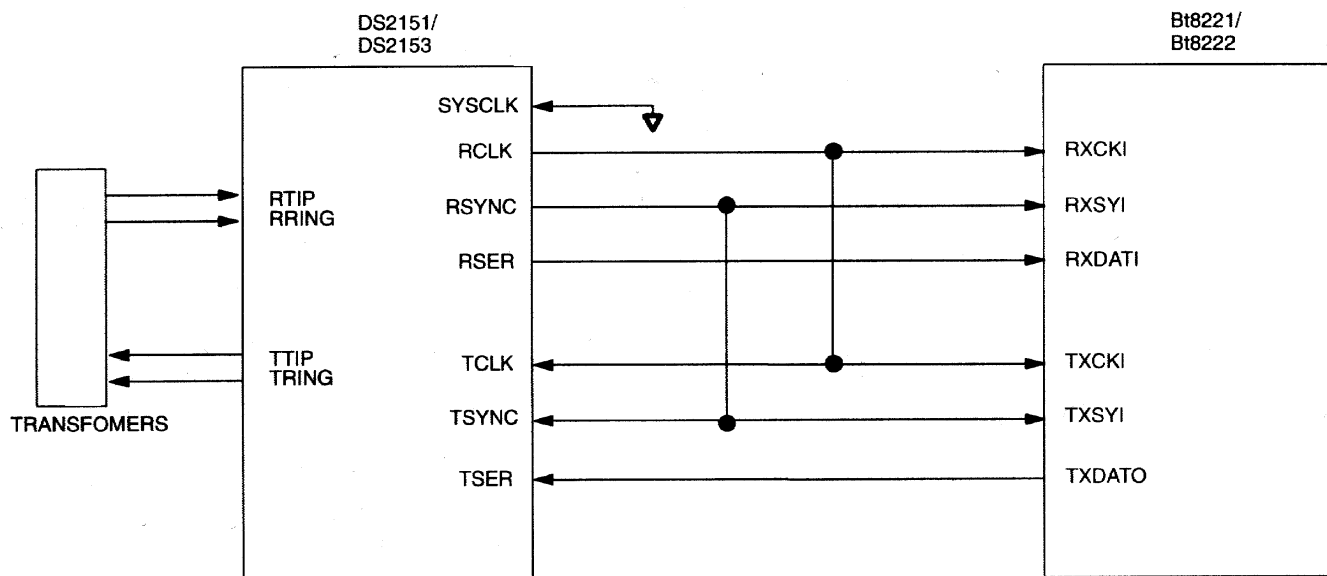 DS2151/
DS2153
Bt8221/
Bt8222
SYSCLK
RCLK
RXCKI
RTIP
RRING
RSYNC
RXSYI
RSER
RXDATI
TTIP
TRING
TCLK
TXCKI
TRANSFOMERS
TSYNC
TXSYI
TSER
TXDATO